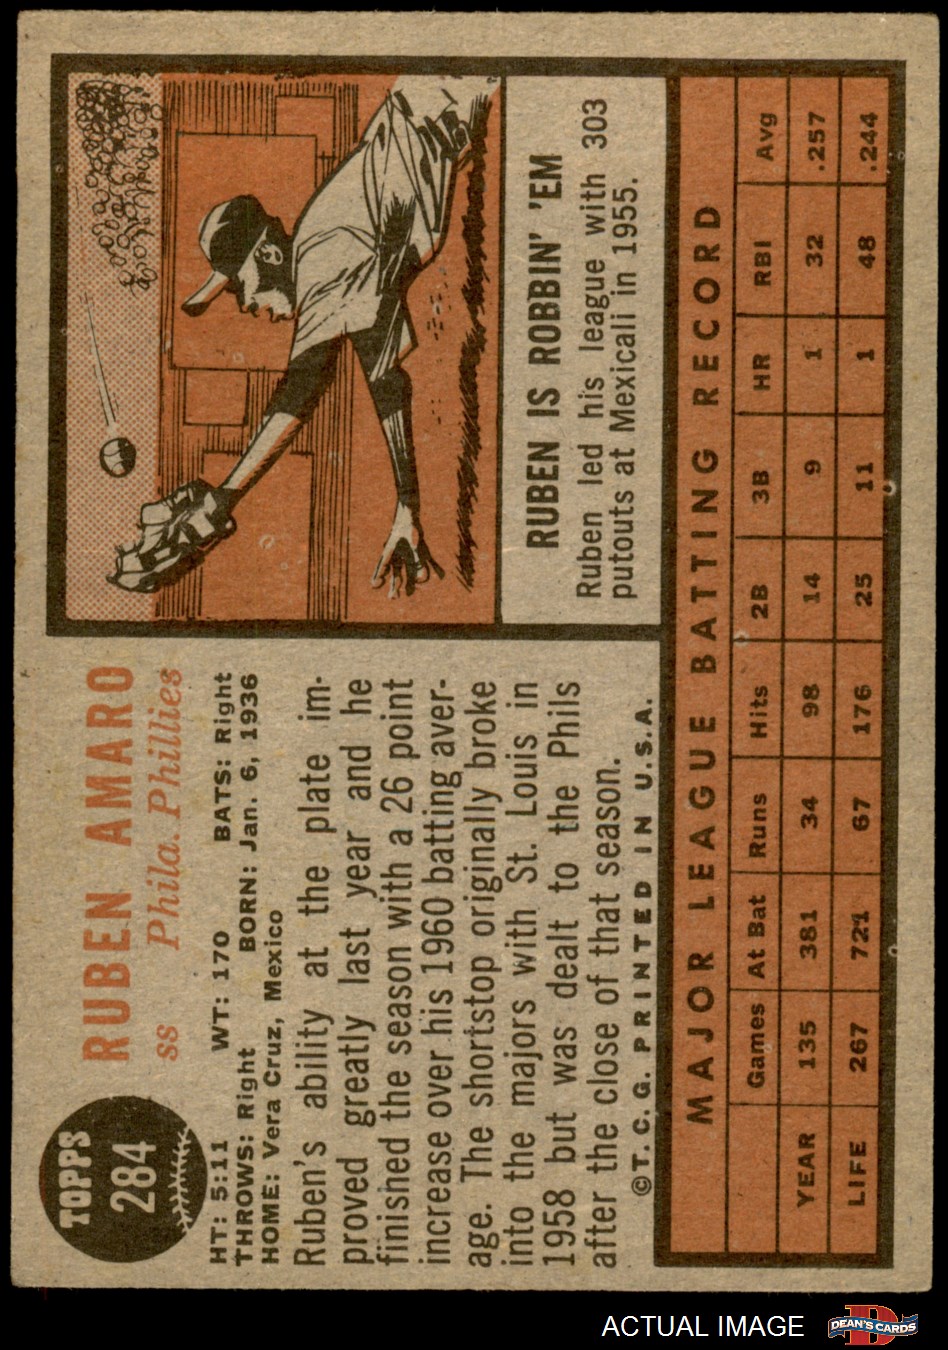 TOPPS
284
RUBEN AMARO
ss Phila. Phillies
HT: 5:11 WT: 170 BATS: Right
THROWS: Right BORN: Jan. 6, 1936
HOME: Vera Cruz, Mexico
Ruben's ability at the plate im-
proved greatly last year and he
finished the season with a 26 point
increase over his 1960 batting aver-
age. The shortstop originally broke
into the majors with St. Louis in
1958 but was dealt to the Phils
after the close of that season.
©T. C. G. PRINTED IN U.S.A.
RUBEN IS ROBBIN' 'EM
Ruben led his league with 303
putouts at Mexicali in 1955.
MAJOR LEAGUE BATTING RECORD
Games At Bat Runs Hits 2B 3B HR RBI Avg
YEAR 135 381 34 98 14 9 1 32 .257
LIFE 267 721 67 176 25 11 1 48 .244
ACTUAL IMAGE
DEAN'S CARDS